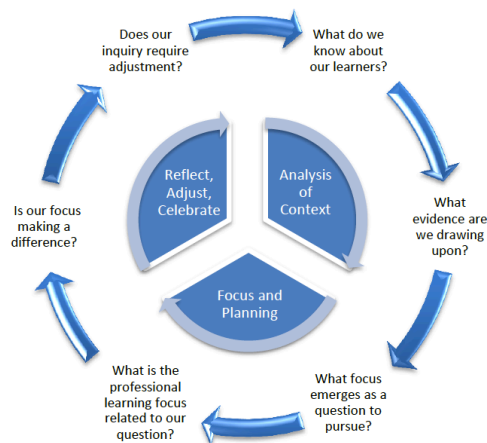 Does our
inquiry require
adjustment?
What do we
know about
our learners?
Reflect,
Adjust,
Celebrate
Analysis
of
Context
Is our focus
making a
difference?
What
evidence are
we drawing
upon?
Focus and
Planning
What is the
professional
learning focus
related to our
question?
What focus
emerges as a
question to
pursue?